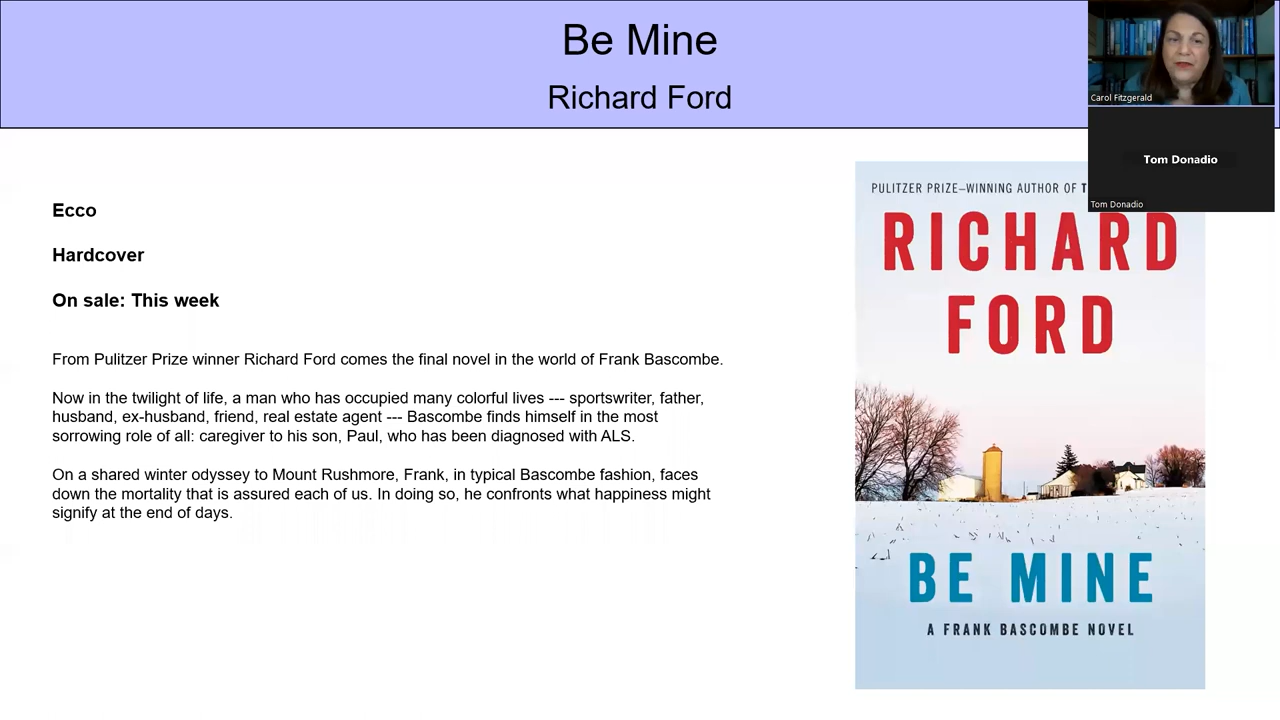 Be Mine
Richard Ford
Carol Fitzgerald
Tom Donadio
Tom Donadio
Ecco
Hardcover
On sale: This week
From Pulitzer Prize winner Richard Ford comes the final novel in the world of Frank Bascombe.
Now in the twilight of life, a man who has occupied many colorful lives --- sportswriter, father,
husband, ex-husband, friend, real estate agent --- Bascombe finds himself in the most
sorrowing role of all: caregiver to his son, Paul, who has been diagnosed with ALS.
On a shared winter odyssey to Mount Rushmore, Frank, in typical Bascombe fashion, faces
down the mortality that is assured each of us. In doing so, he confronts what happiness might
signify at the end of days.
PULITZER PRIZE–WINNING AUTHOR OF
RICHARD
FORD
BE MINE
A FRANK BASCOMBE NOVEL